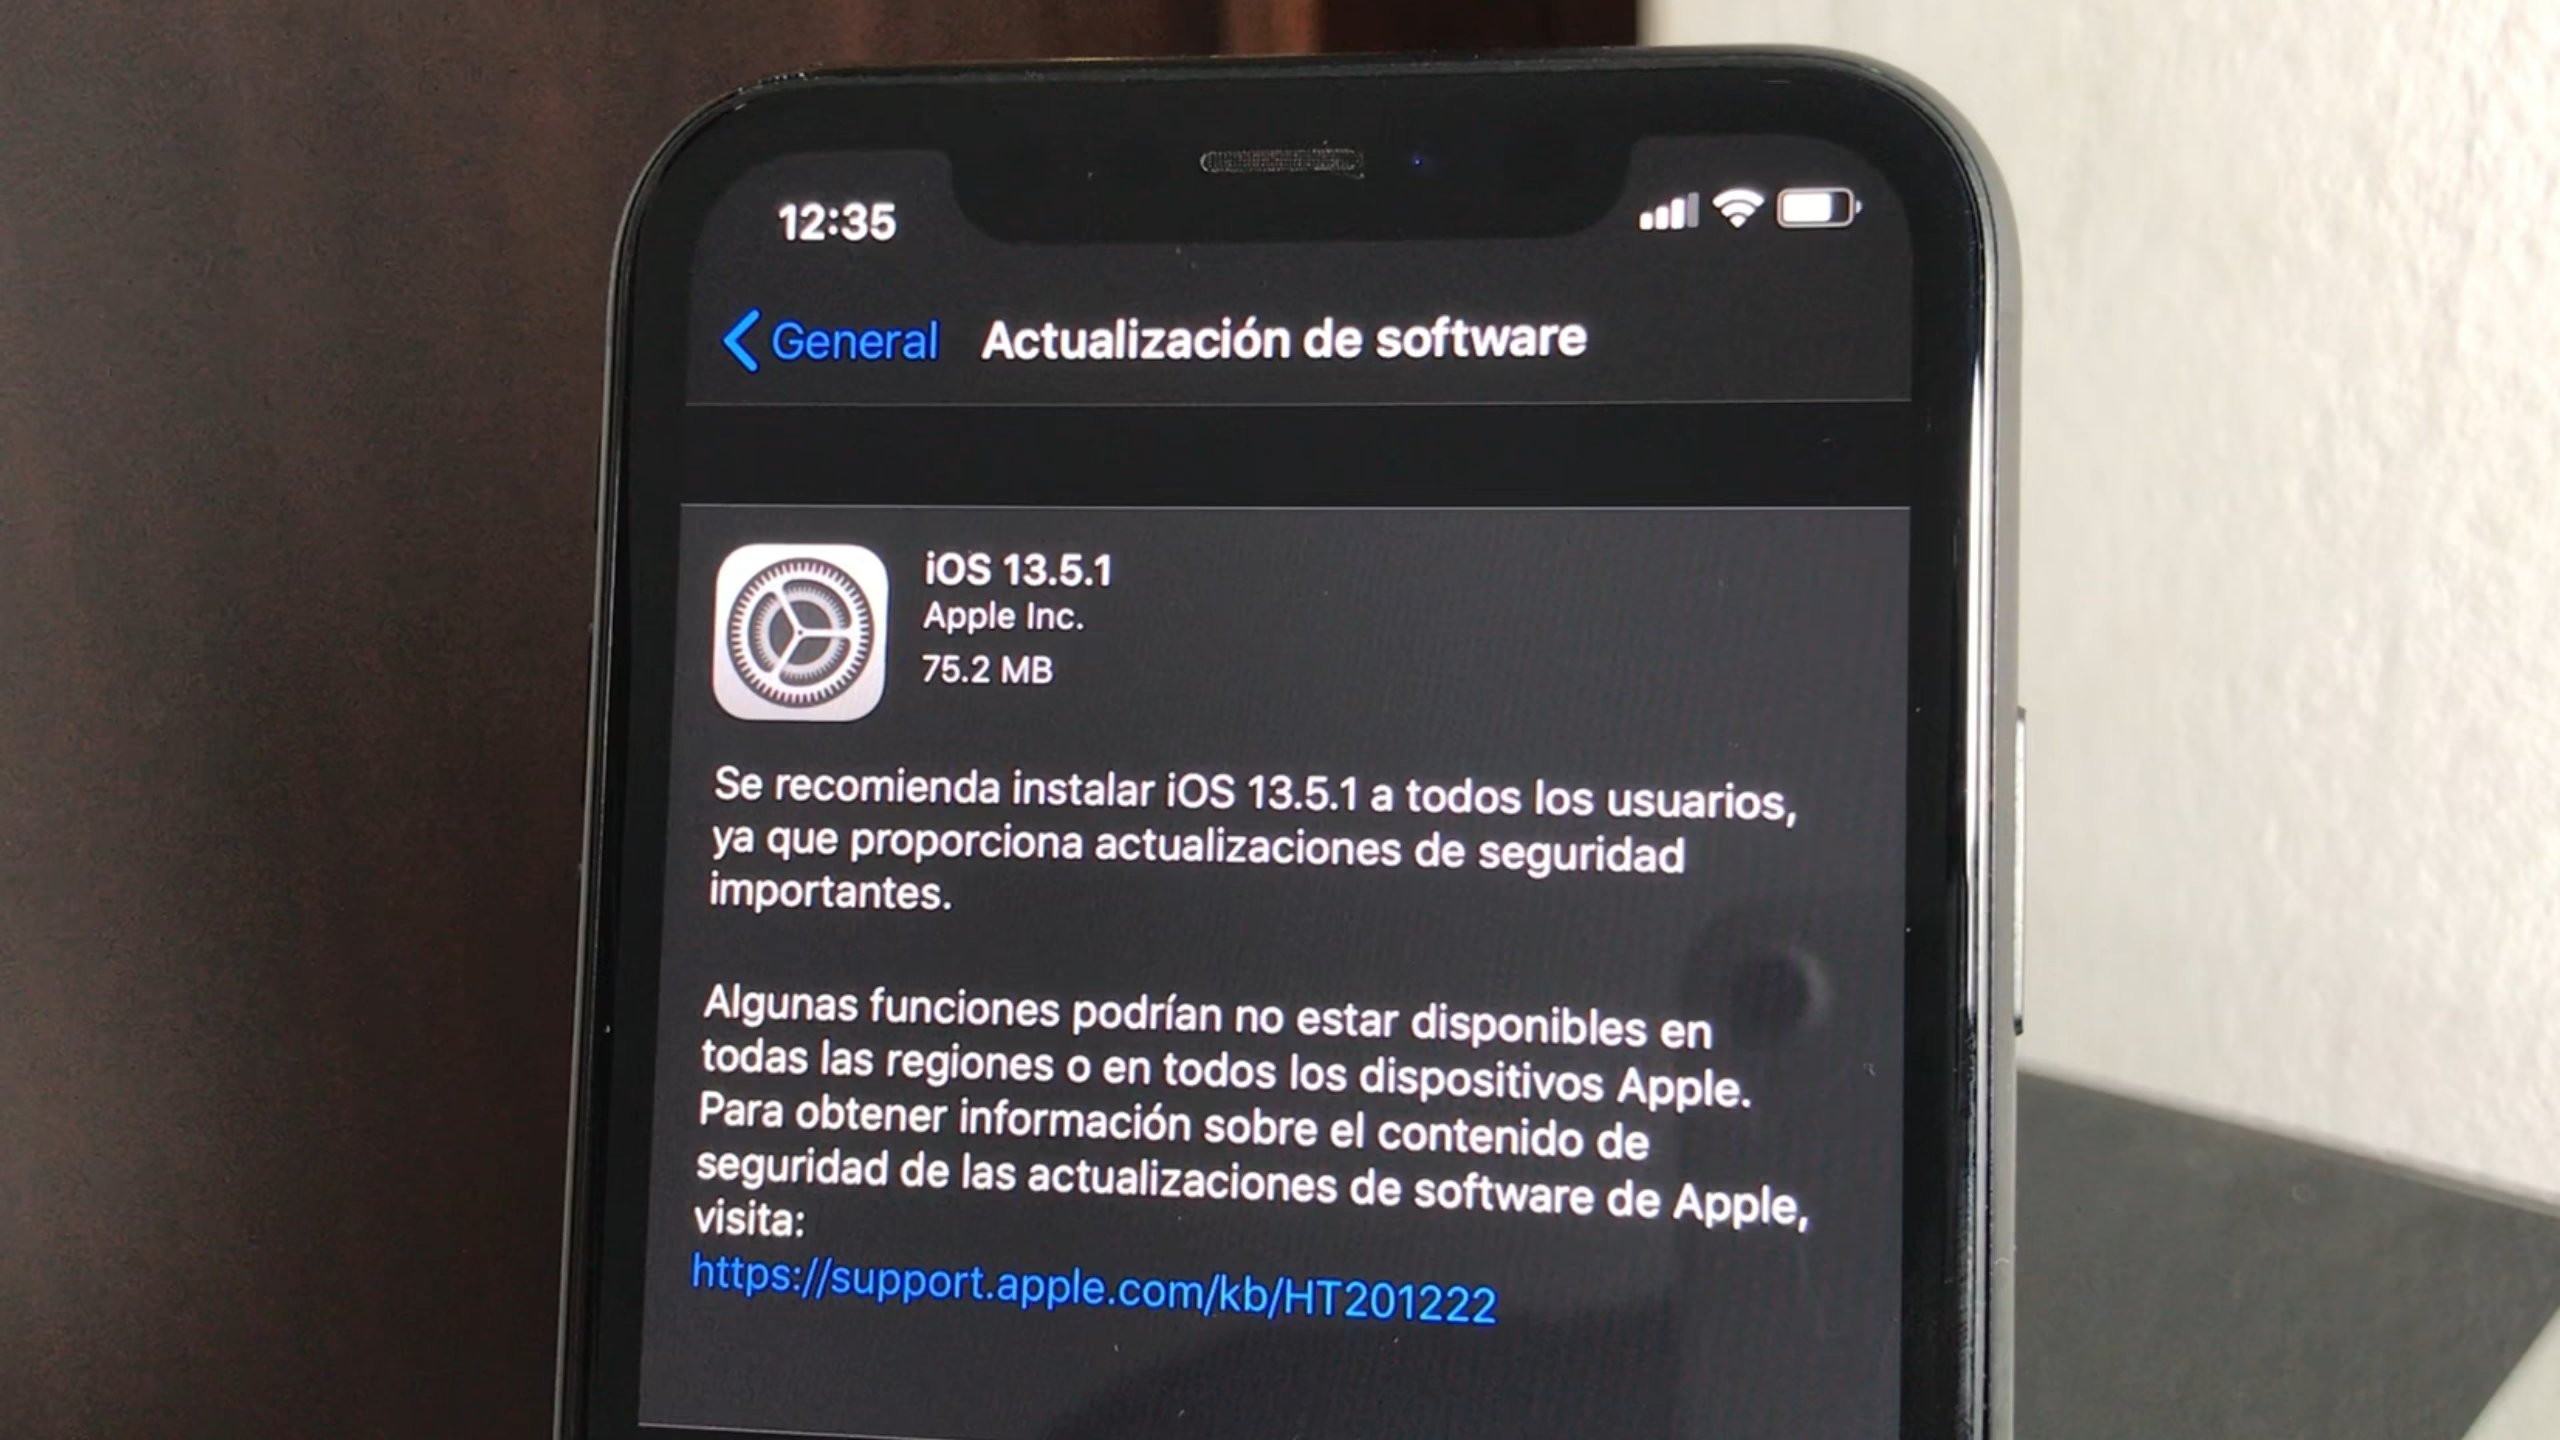 12:35
General Actualización de software
iOS 13.5.1
Apple Inc.
75.2 MB
Se recomienda instalar iOS 13.5.1 a todos los usuarios,
ya que proporciona actualizaciones de seguridad
importantes.
Algunas funciones podrían no estar disponibles en
todas las regiones o en todos los dispositivos Apple.
Para obtener información sobre el contenido de
seguridad de las actualizaciones de software de Apple,
visita:
https://support.apple.com/kb/HT201222